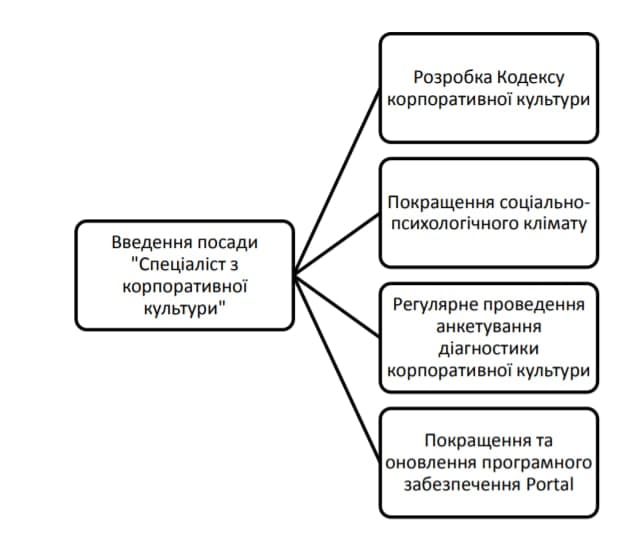 Введення посади
"Спеціаліст з
корпоративної
культури"
Розробка Кодексу
корпоративної культури
Покращення соціально-
психологічного клімату
Регулярне проведення
анкетування
діагностики
корпоративної культури
Покращення та
оновлення програмного
забезпечення Portal